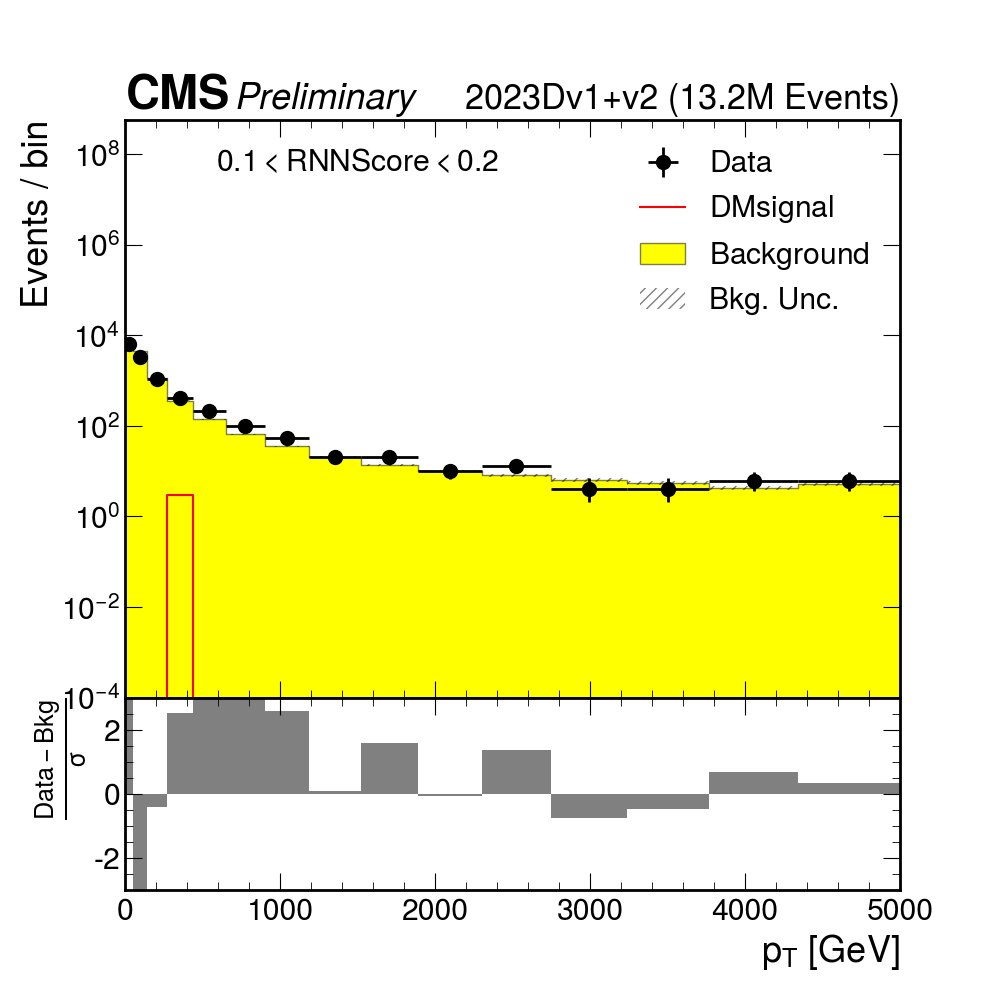 CMS Preliminary 2023Dv1+v2 (13.2M Events)
Events / bin
0.1 < RNNScore < 0.2
Data
DMsignal
Background
Bkg. Unc.
10⁸
10⁶
10⁴
10²
10⁰
10⁻²
10⁻⁴
Data – Bkg
σ
2
0
-2
0 1000 2000 3000 4000 5000
p_T [GeV]